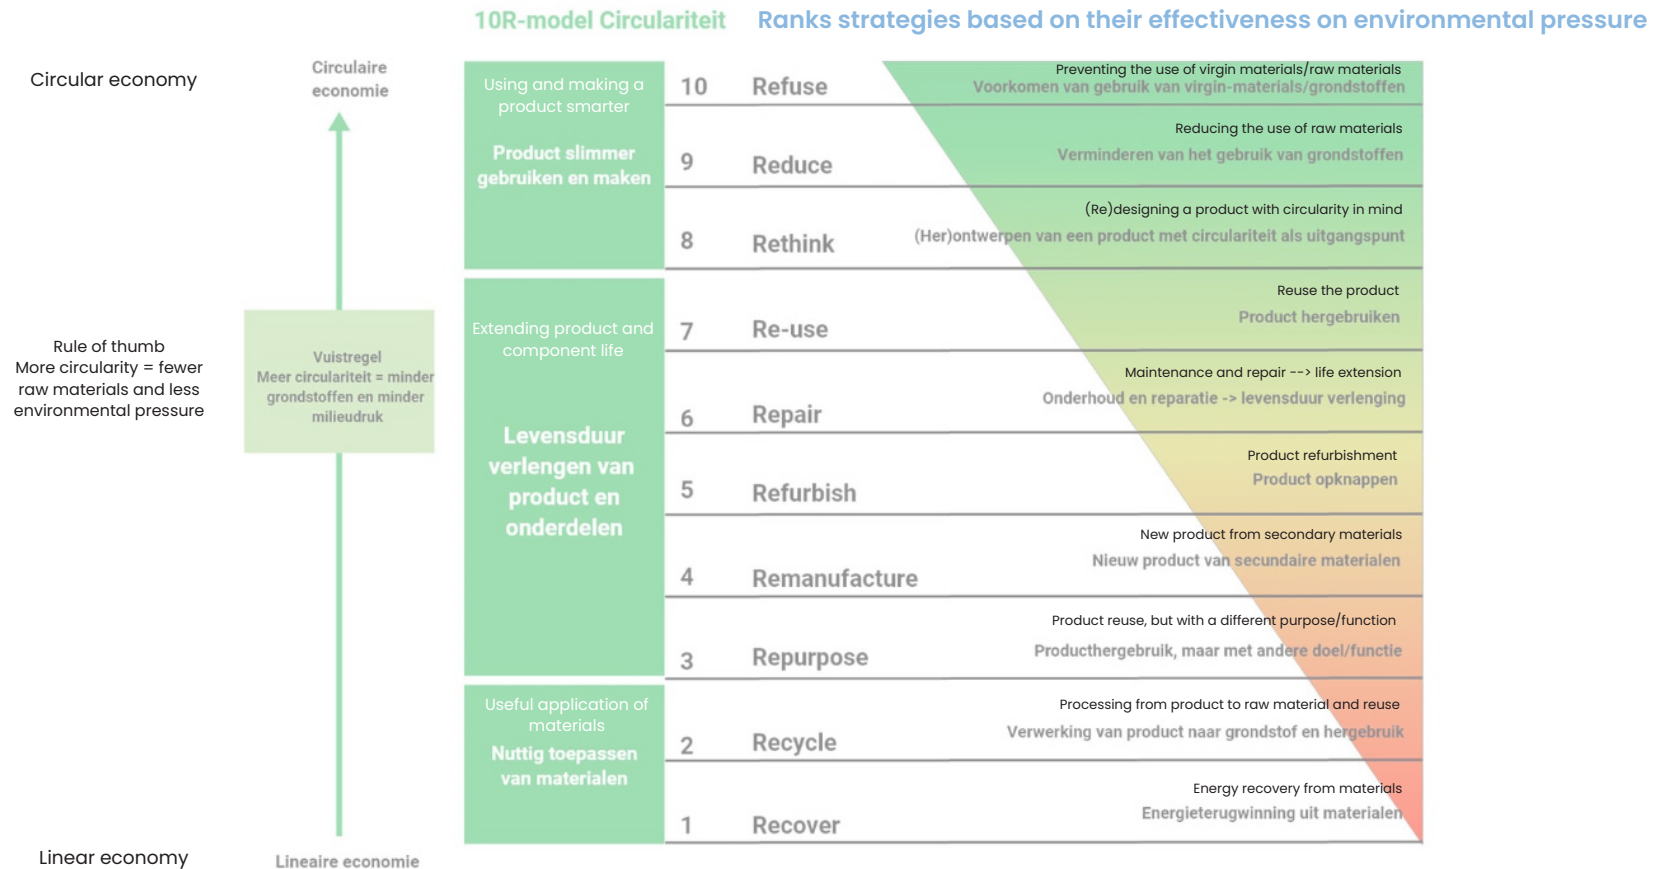 10R-model Circulariteit
Ranks strategies based on their effectiveness on environmental pressure
Circular economy
Circulaire
economie
Rule of thumb
More circularity = fewer
raw materials and less
environmental pressure
Vuistregel
Meer circulariteit = minder
grondstoffen en minder
milieudruk
Linear economy
Lineaire economie
Using and making a
product smarter
Product slimmer
gebruiken en maken
10 Refuse
Preventing the use of virgin materials/raw materials
Voorkomen van gebruik van virgin-materials/grondstoffen
9 Reduce
Reducing the use of raw materials
Verminderen van het gebruik van grondstoffen
8 Rethink
(Re)designing a product with circularity in mind
(Her)ontwerpen van een product met circulariteit als uitgangspunt
Extending product and
component life
Levensduur
verlengen van
product en
onderdelen
7 Re-use
Reuse the product
Product hergebruiken
6 Repair
Maintenance and repair --> life extension
Onderhoud en reparatie -> levensduur verlenging
5 Refurbish
Product refurbishment
Product opknappen
4 Remanufacture
New product from secondary materials
Nieuw product van secundaire materialen
3 Repurpose
Product reuse, but with a different purpose/function
Producthergebruik, maar met andere doel/functie
Useful application of
materials
Nuttig toepassen
van materialen
2 Recycle
Processing from product to raw material and reuse
Verwerking van product naar grondstof en hergebruik
1 Recover
Energy recovery from materials
Energieterugwinning uit materialen